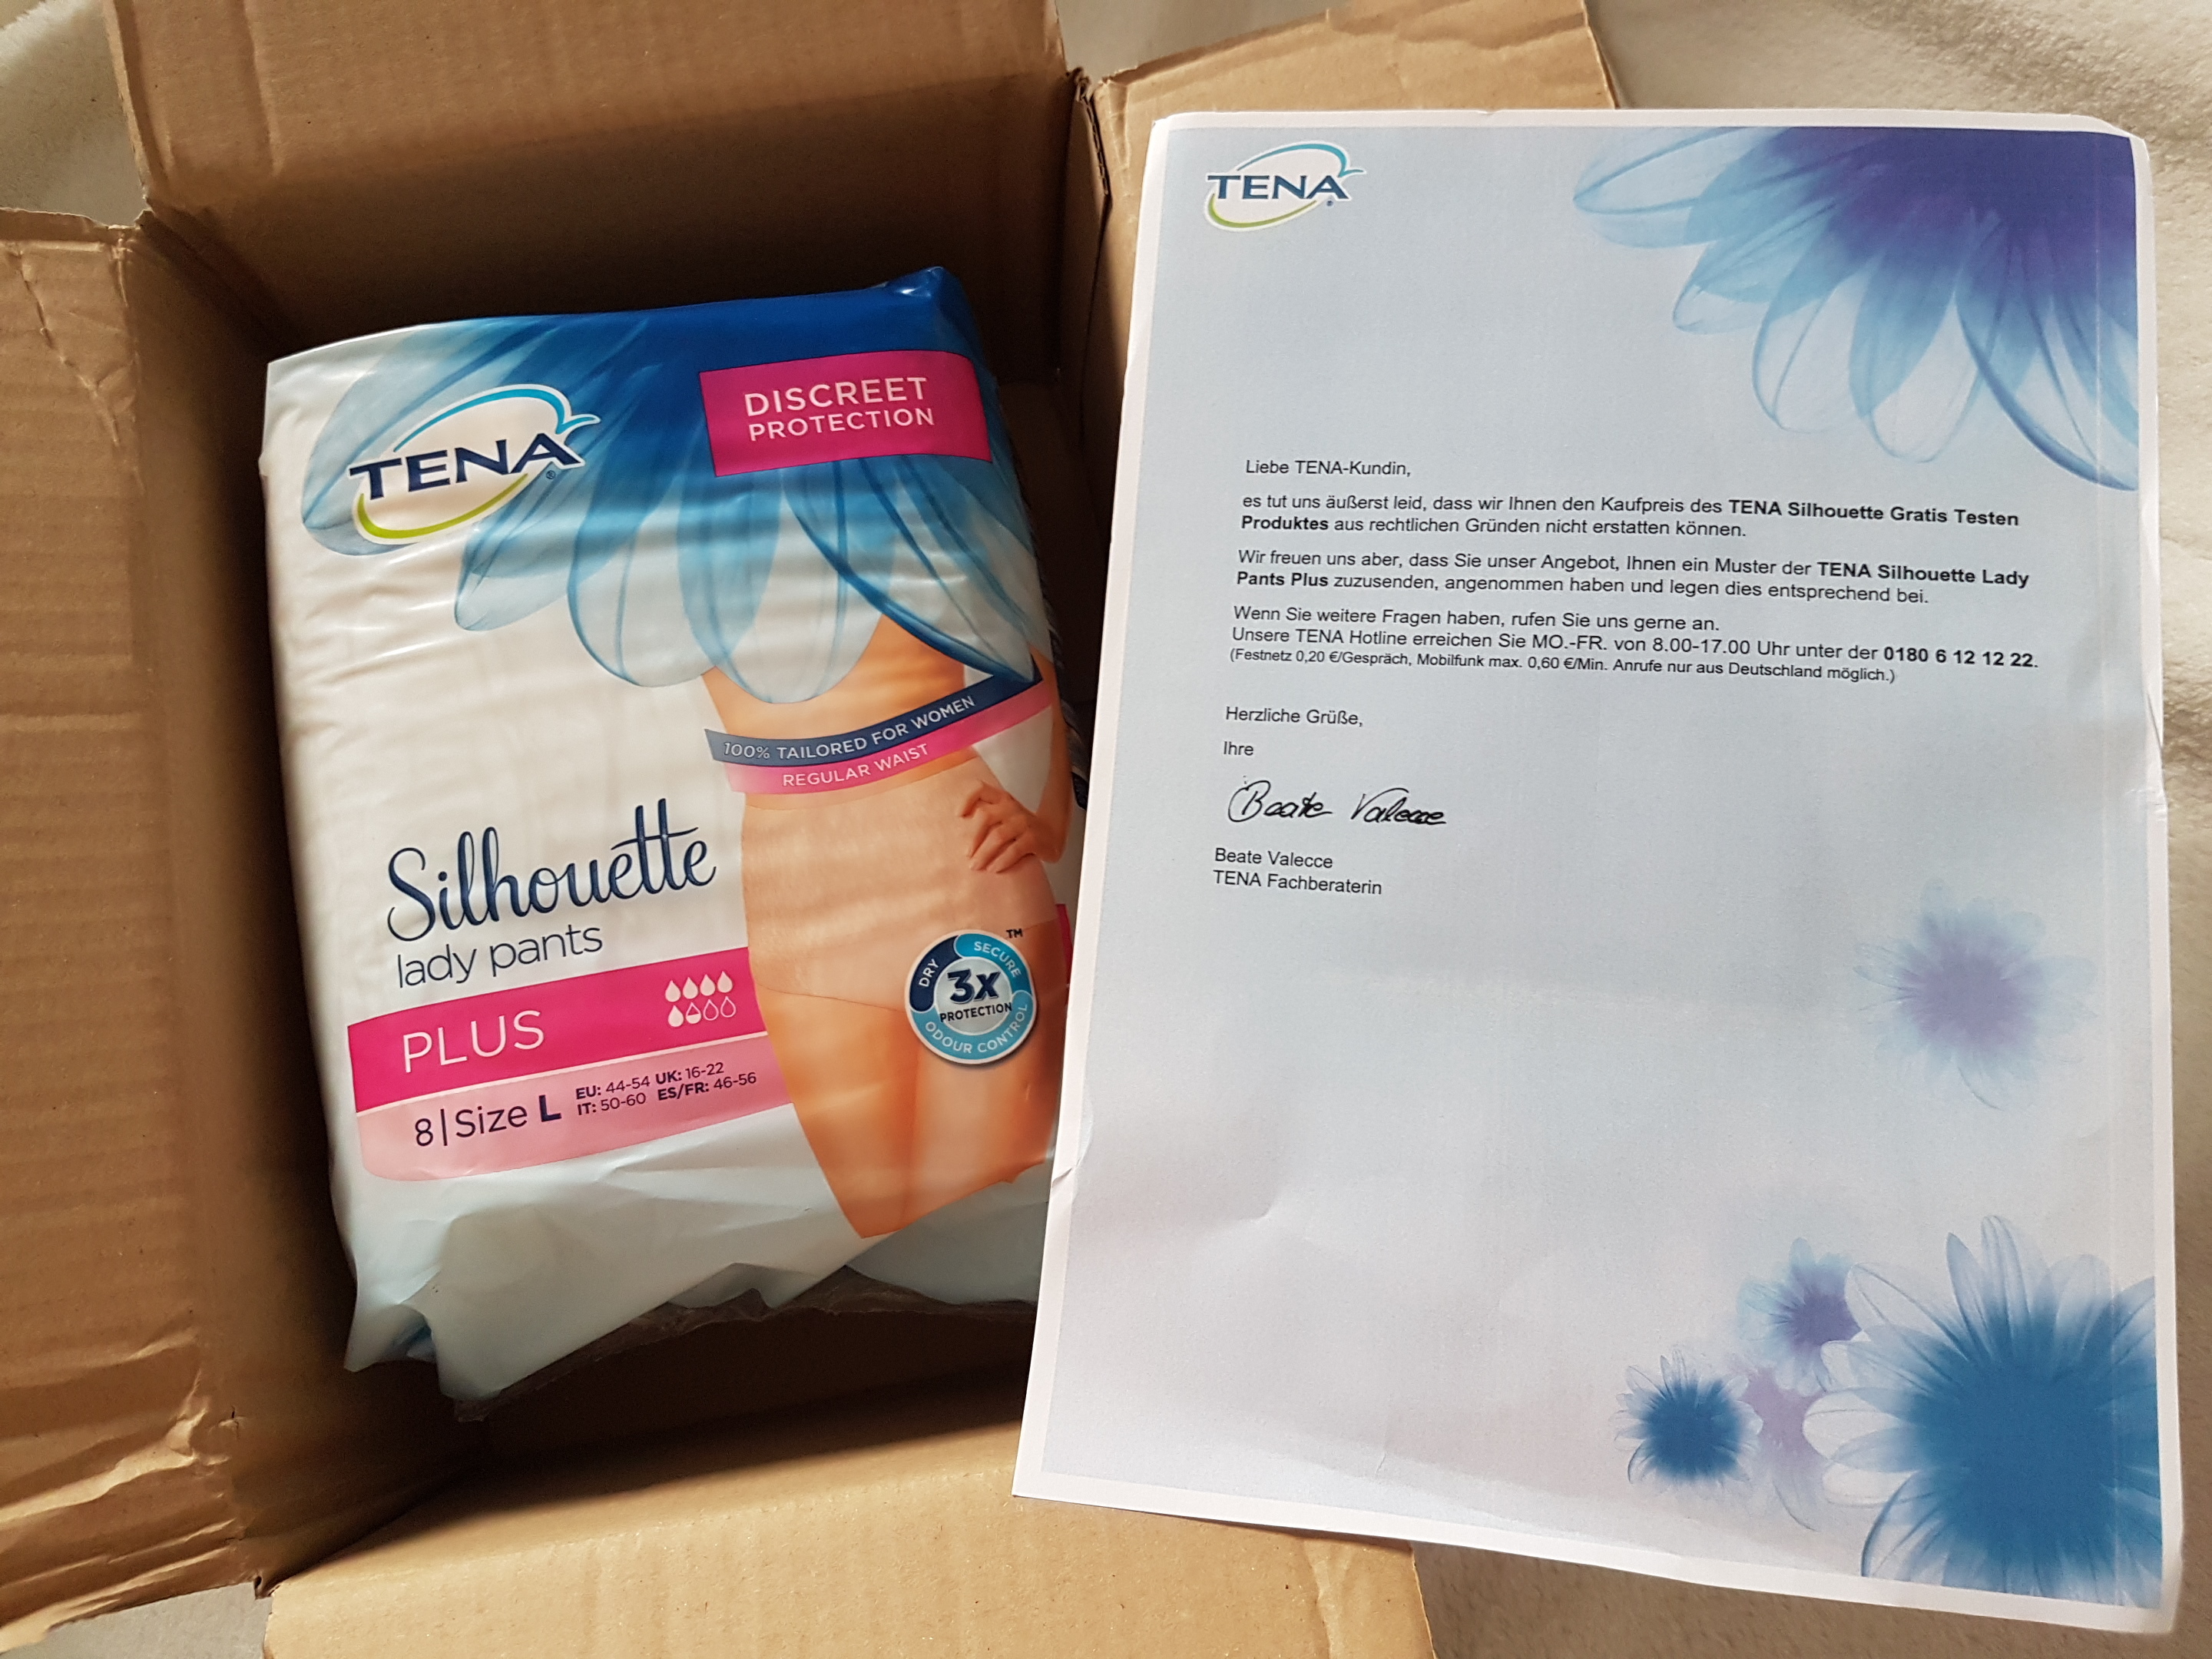 TENA
DISCREET
PROTECTION
100% TAILORED FOR WOMEN
REGULAR WAIST
Silhouette
lady pants
PLUS
8|Size L
EU: 44-54 UK: 16-22
IT: 50-60 ES/FR: 46-56
TM
DRY
SECURE
3x
PROTECTION
ODOUR CONTROL
TENA
Liebe TENA-Kundin,
es tut uns äußerst leid, dass wir Ihnen den Kaufpreis des TENA Silhouette Gratis Testen
Produktes aus rechtlichen Gründen nicht erstatten können.
Wir freuen uns aber, dass Sie unser Angebot, Ihnen ein Muster der TENA Silhouette Lady
Pants Plus zuzusenden, angenommen haben und legen dies entsprechend bei.
Wenn Sie weitere Fragen haben, rufen Sie uns gerne an.
Unsere TENA Hotline erreichen Sie MO.-FR. von 8.00-17.00 Uhr unter der 0180 6 12 12 22.
(Festnetz 0,20 €/Gespräch, Mobilfunk max. 0,60 €/Min. Anrufe nur aus Deutschland möglich.)
Herzliche Grüße,
Ihre
Beate Valecce
Beate Valecce
TENA Fachberaterin